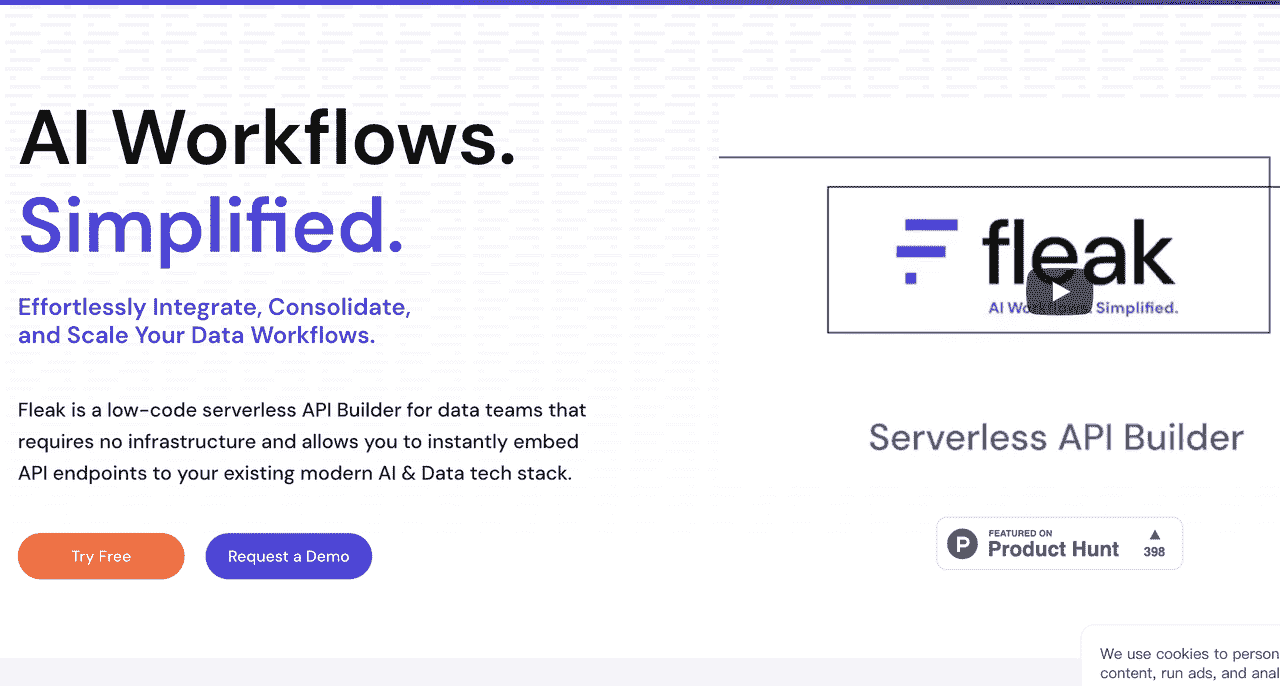 AI Workflows.
Simplified.
Effortlessly Integrate, Consolidate,
and Scale Your Data Workflows.
Fleak is a low-code serverless API Builder for data teams that
requires no infrastructure and allows you to instantly embed
API endpoints to your existing modern AI & Data tech stack.
Try Free
Request a Demo
fleak
AI Simplified.
Serverless API Builder
P
FEATURED ON
Product Hunt
398
We use cookies to
content, run ads, and